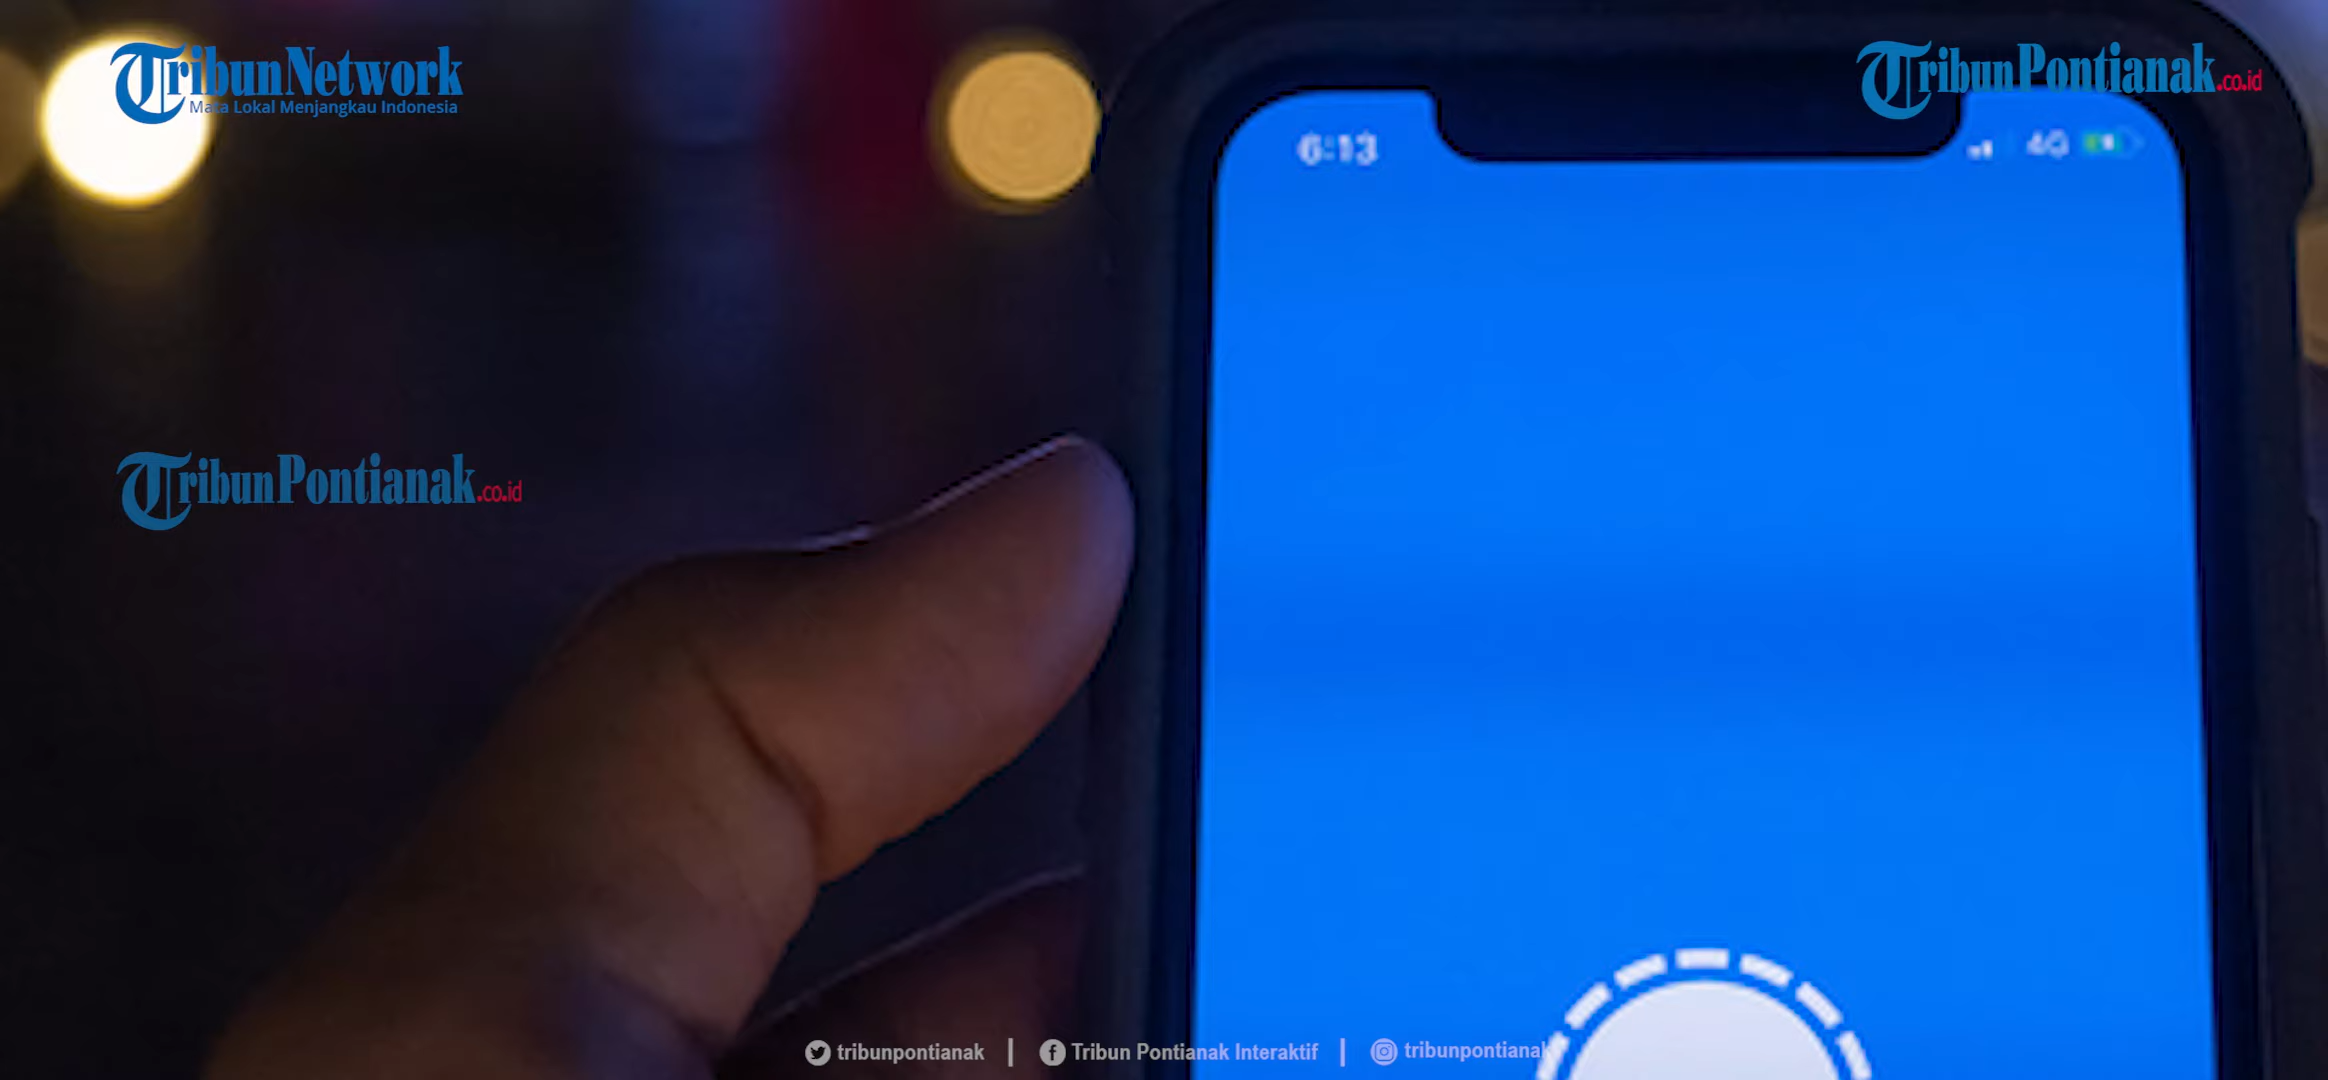 TribunNetwork
Mata Lokal Menjangkau Indonesia
TribunPontianak.co.id
6:13
4G
TribunPontianak.co.id
tribunpontianak | Tribun Pontianak Interaktif | tribunpontianak